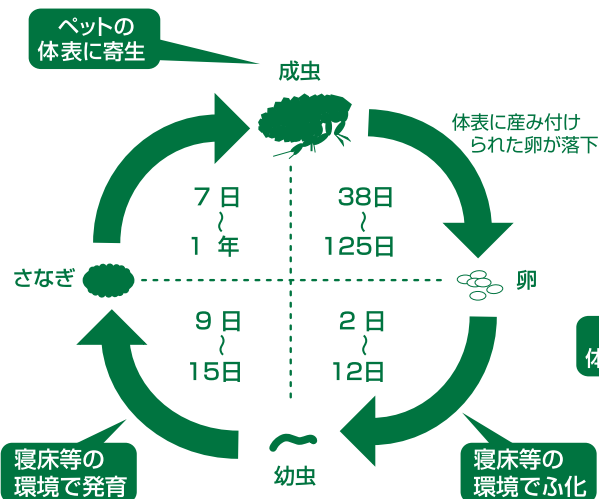 ペットの
体表に寄生
成虫
体表に産み付け
られた卵が落下
7 日
〜
1 年
38日
〜
125日
さなぎ
卵
9 日
〜
15日
2 日
〜
12日
体
幼虫
寝床等の
環境で発育
寝床等の
環境でふ化